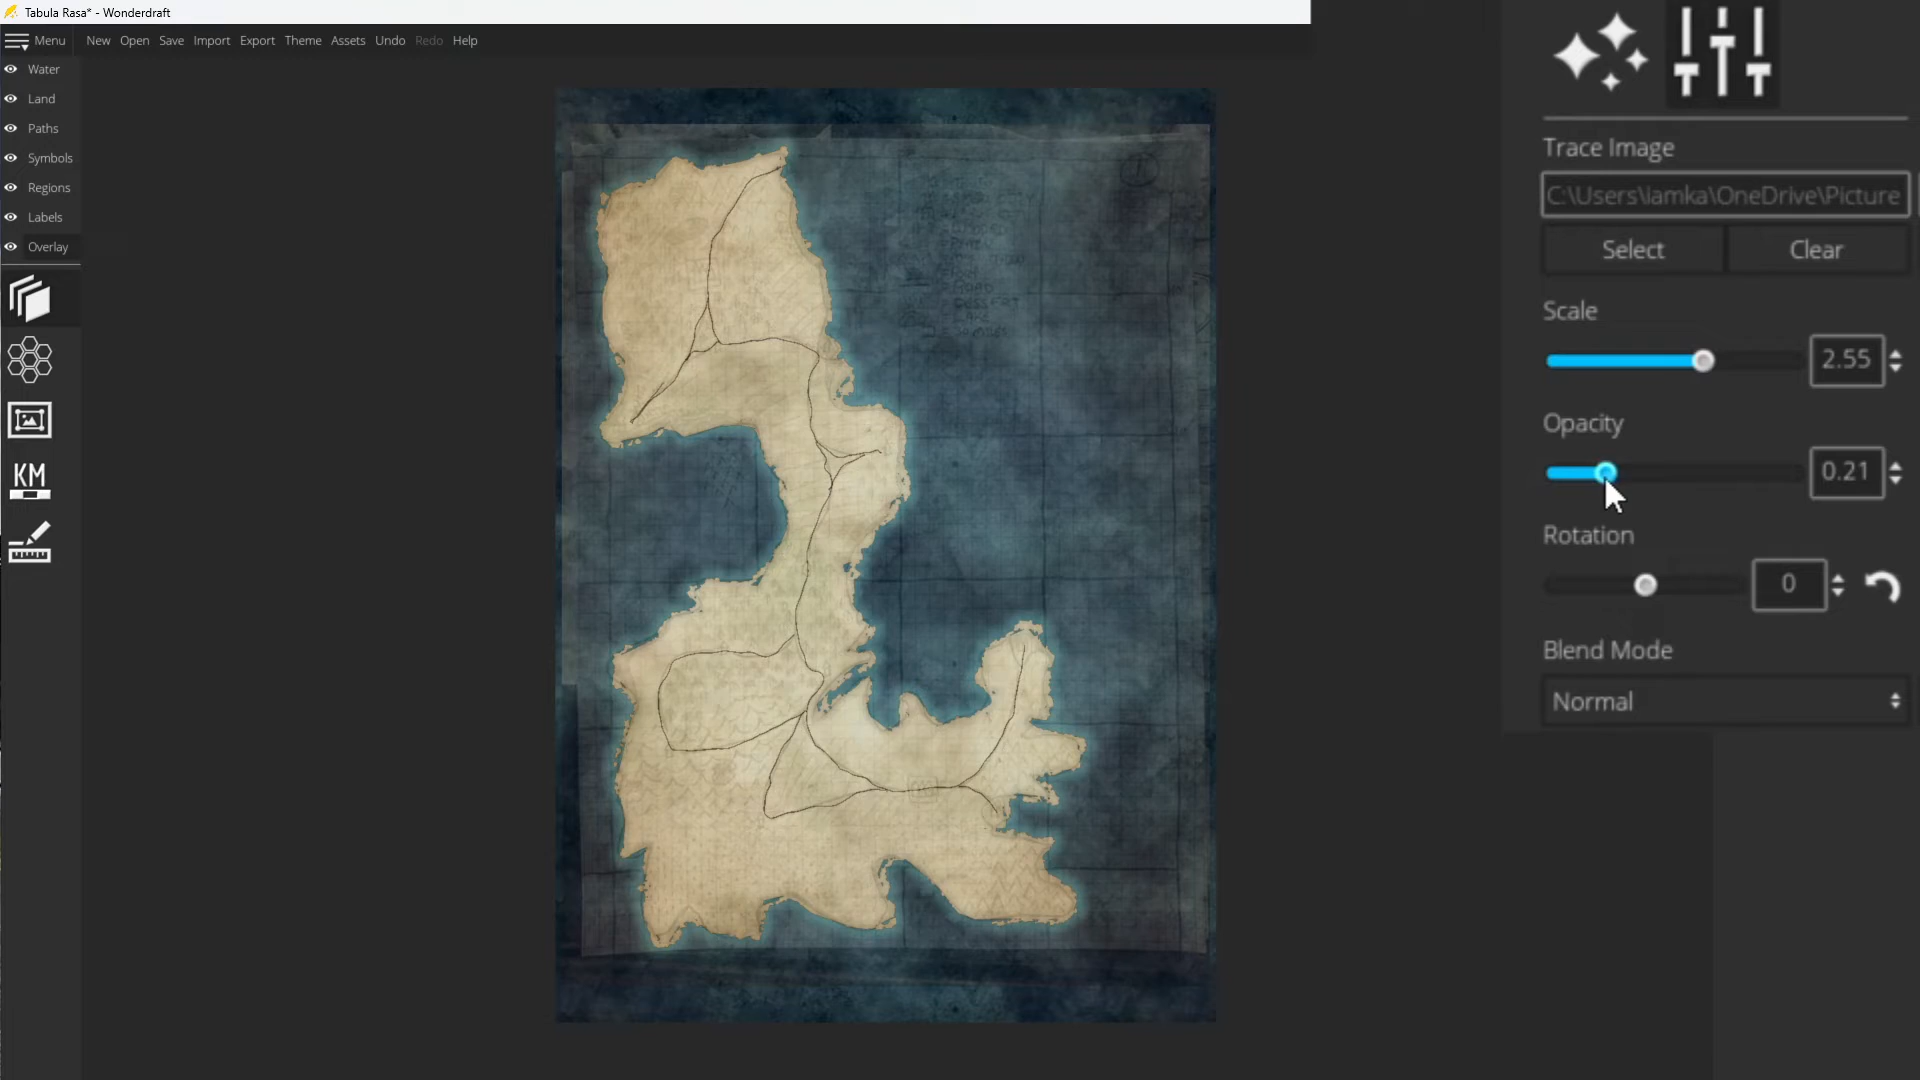 Tabula Rasa* - Wonderdraft
Menu New Open Save Import Export Theme Assets Undo Redo Help
Water
Land
Paths
Symbols
Regions
Labels
Overlay
KM
Trace Image
C:\Users\lamka\OneDrive\Picture
Select Clear
Scale
2.55
Opacity
0.21
Rotation
0
Blend Mode
Normal
ROAD